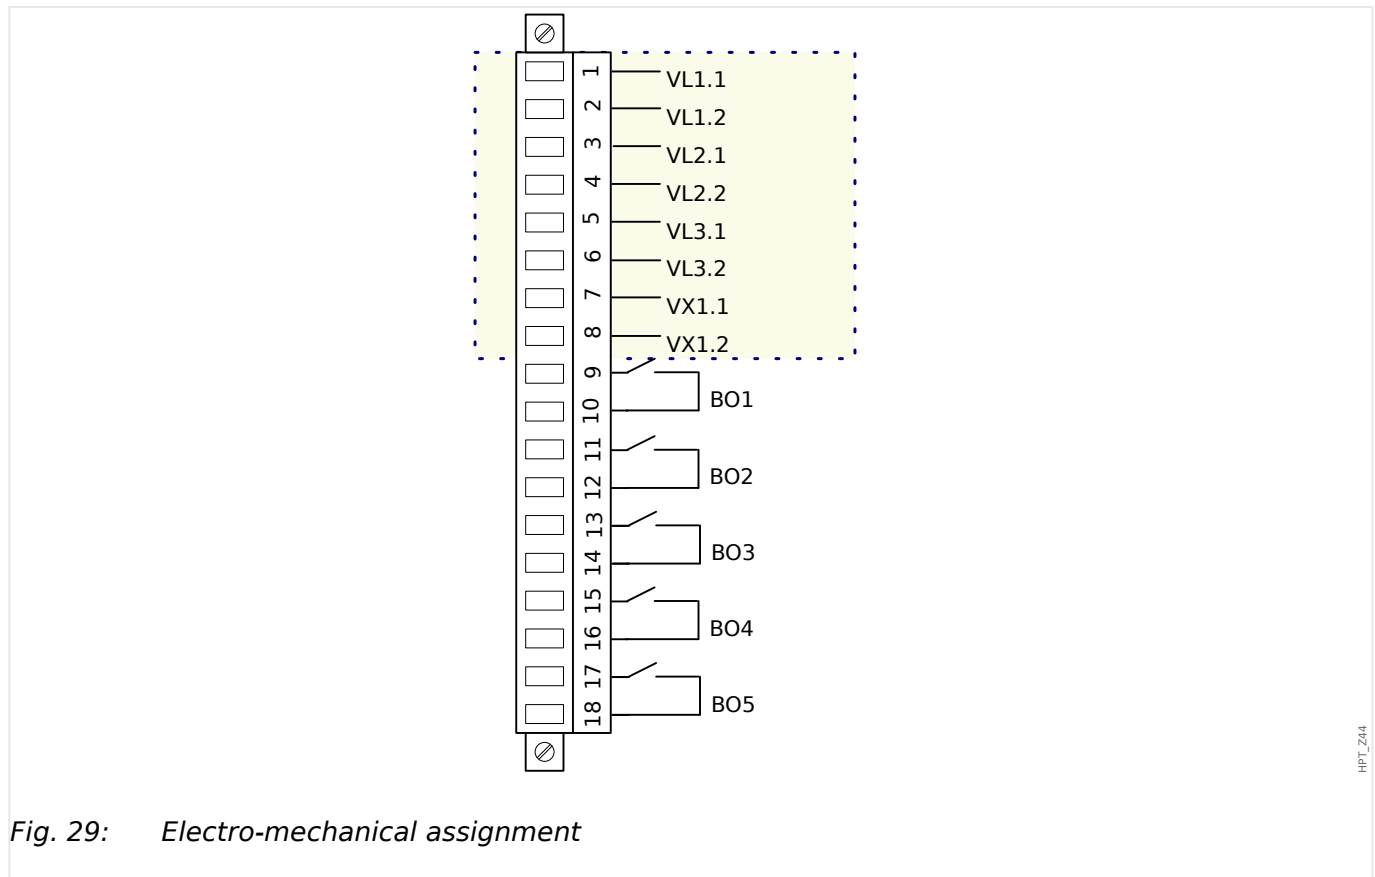 1 VL1.1
2 VL1.2
3 VL2.1
4 VL2.2
5 VL3.1
6 VL3.2
7 VX1.1
8 VX1.2
9
BO1
10
11
BO2
12
13
BO3
14
15
BO4
16
17
BO5
18
HPT_Z44
Fig. 29: Electro-mechanical assignment